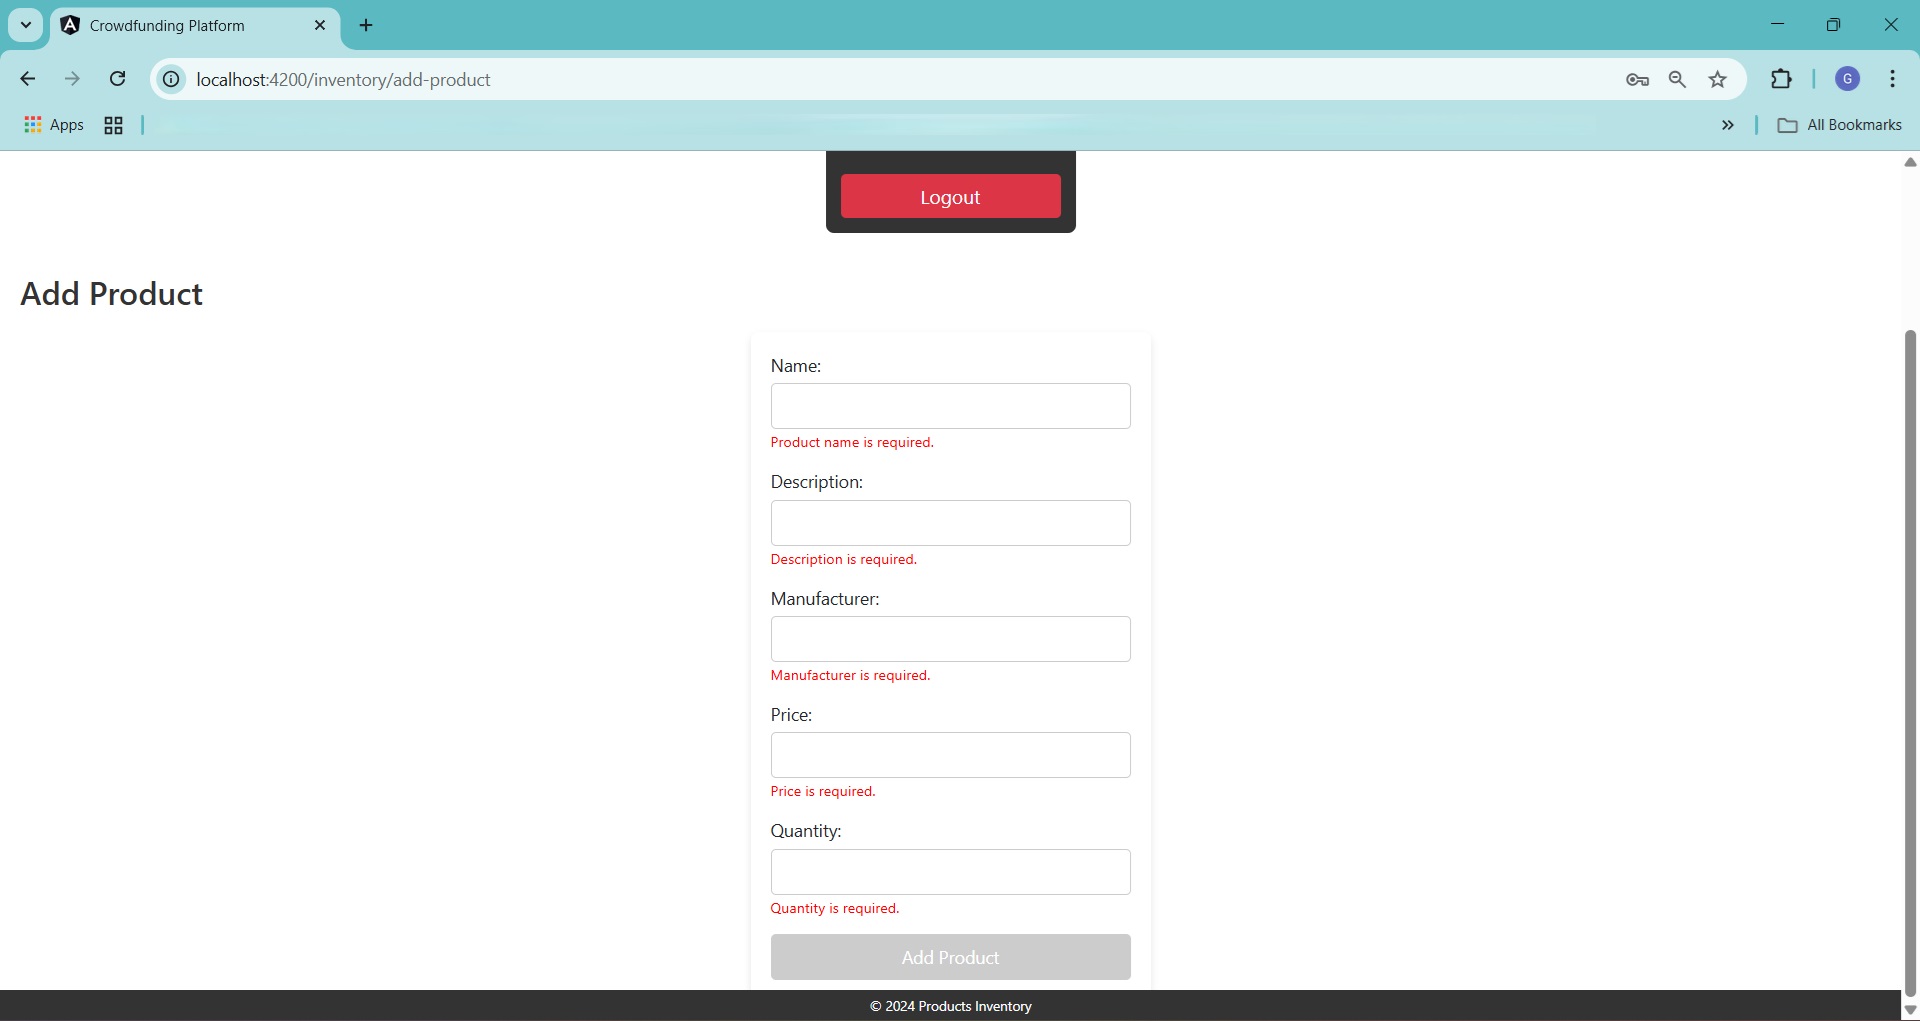 Crowdfunding Platform
localhost:4200/inventory/add-product
G
Apps
All Bookmarks
Logout
Add Product
Name:
Product name is required.
Description:
Description is required.
Manufacturer:
Manufacturer is required.
Price:
Price is required.
Quantity:
Quantity is required.
Add Product
© 2024 Products Inventory